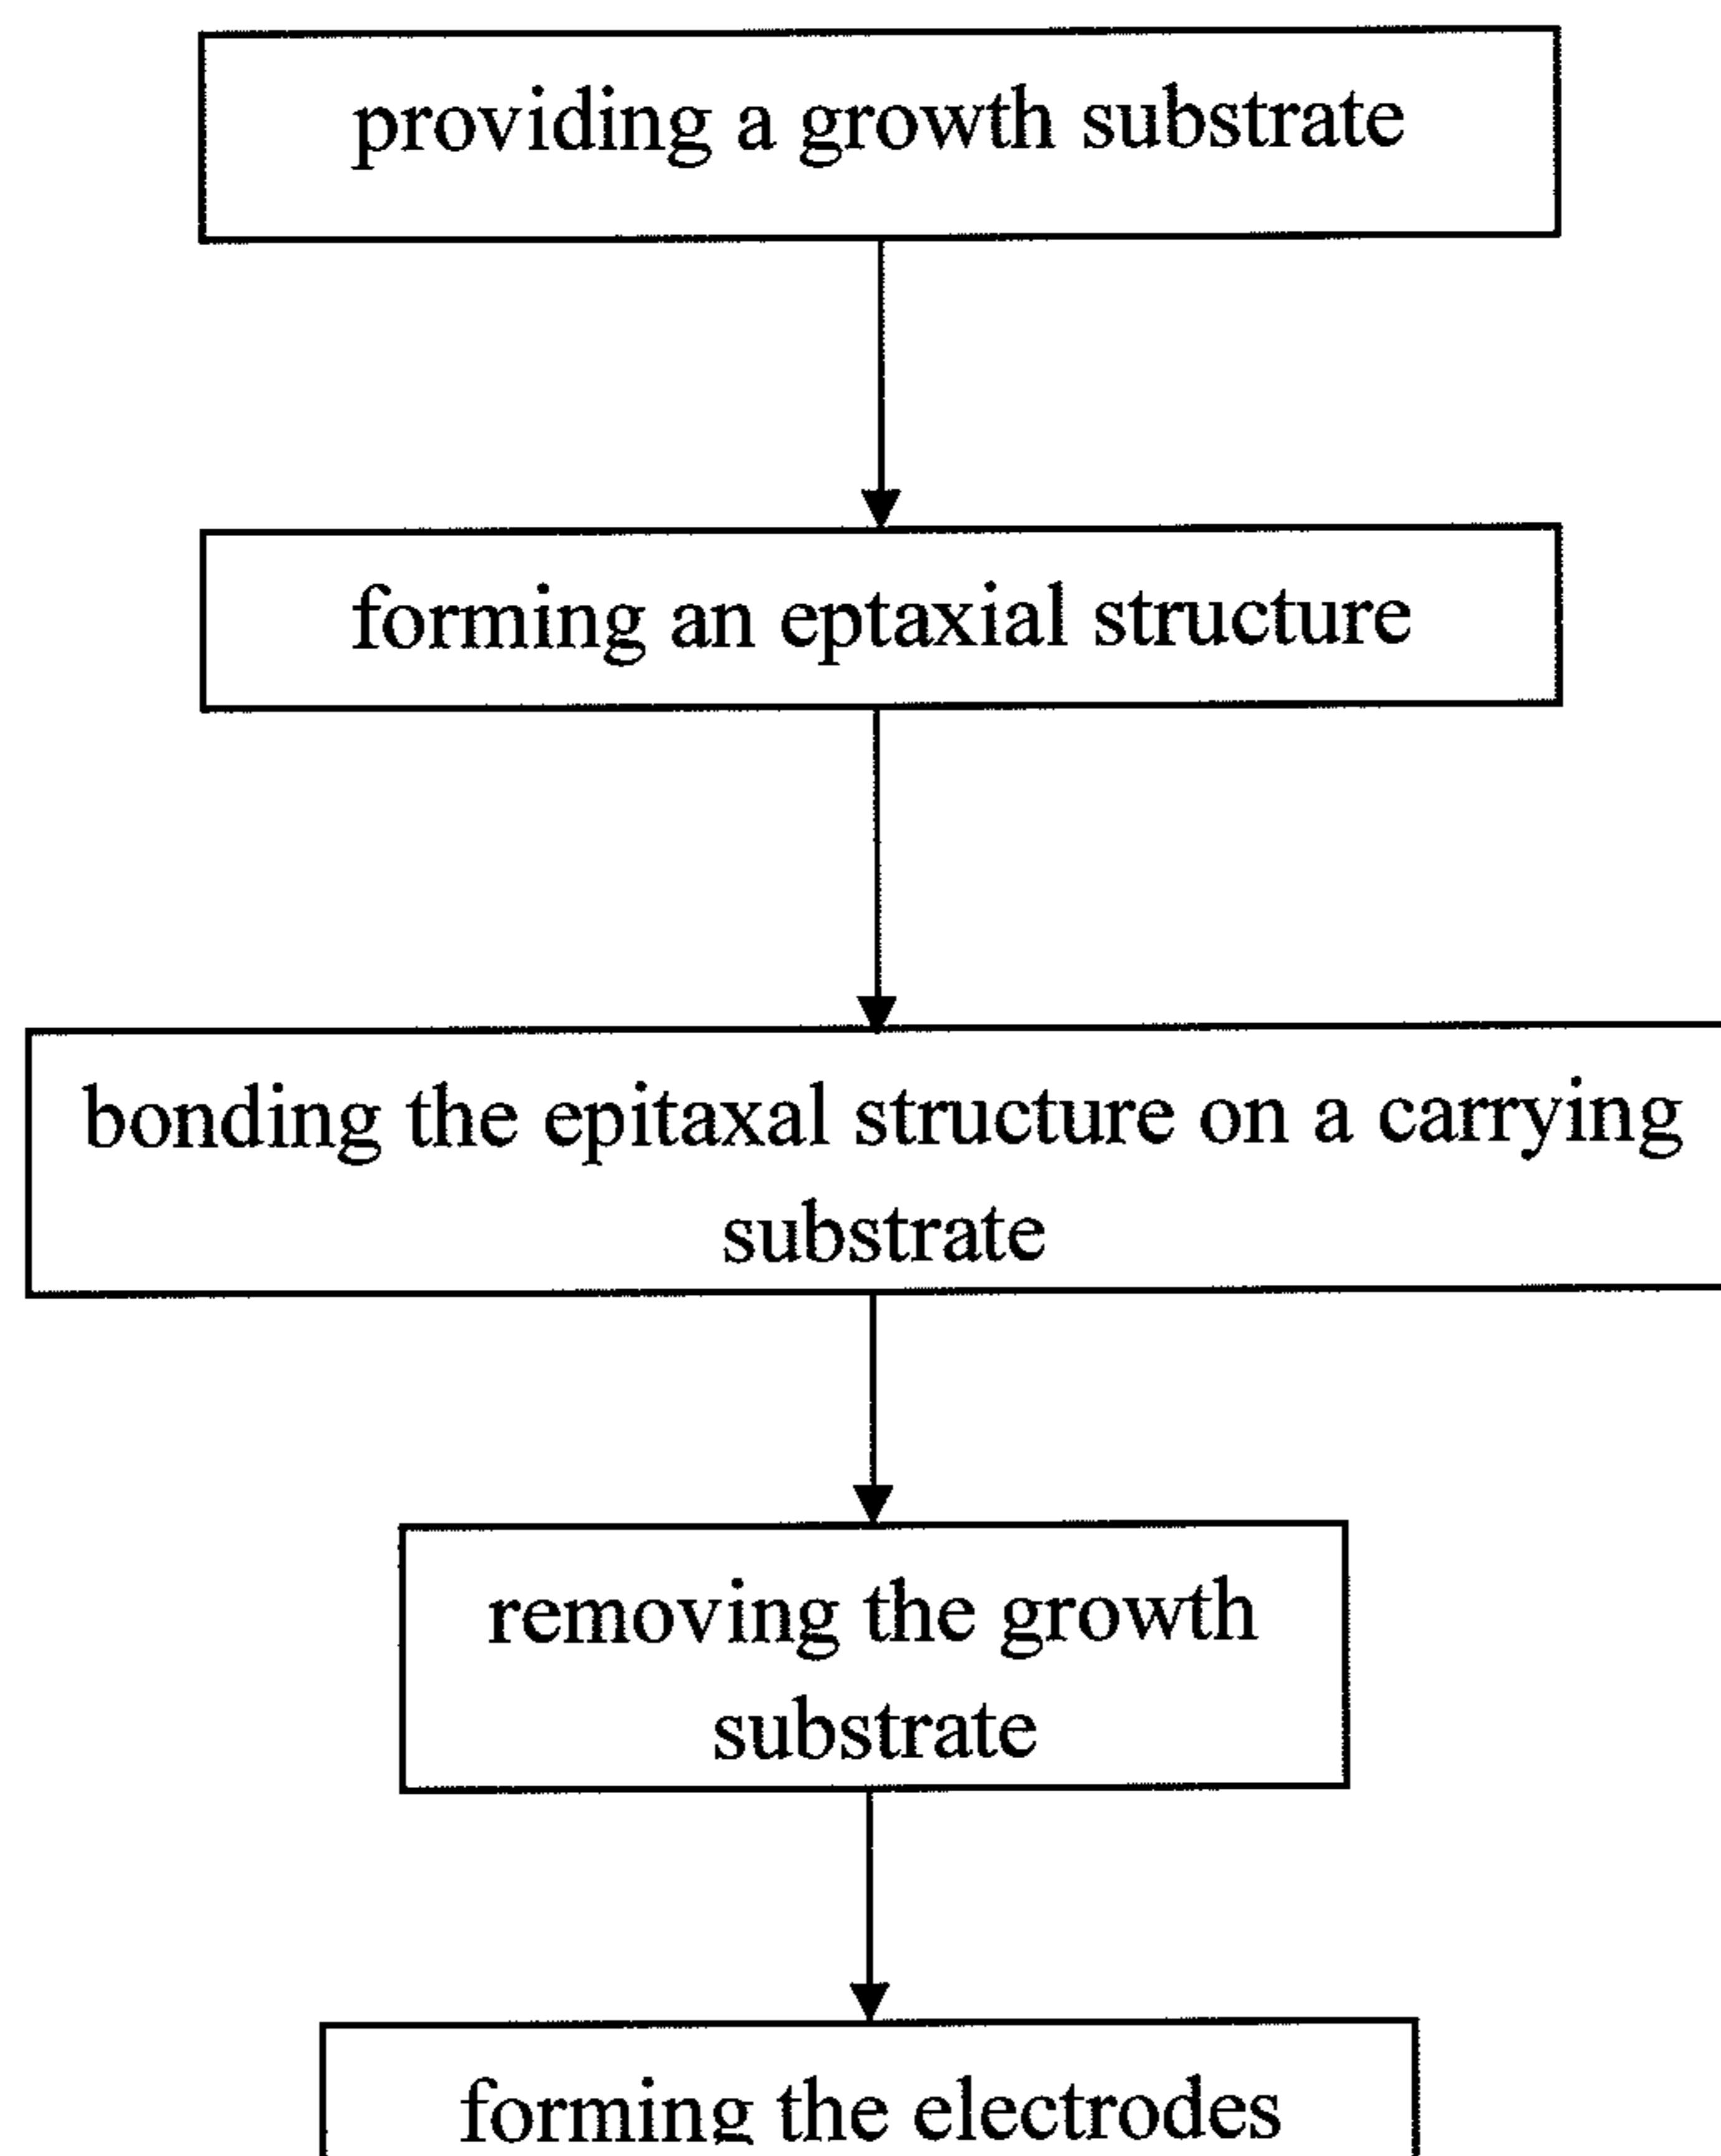 providing a growth substrate
forming an eptaxial structure
bonding the epitaxal structure on a carrying
substrate
removing the growth
substrate
forming the electrodes